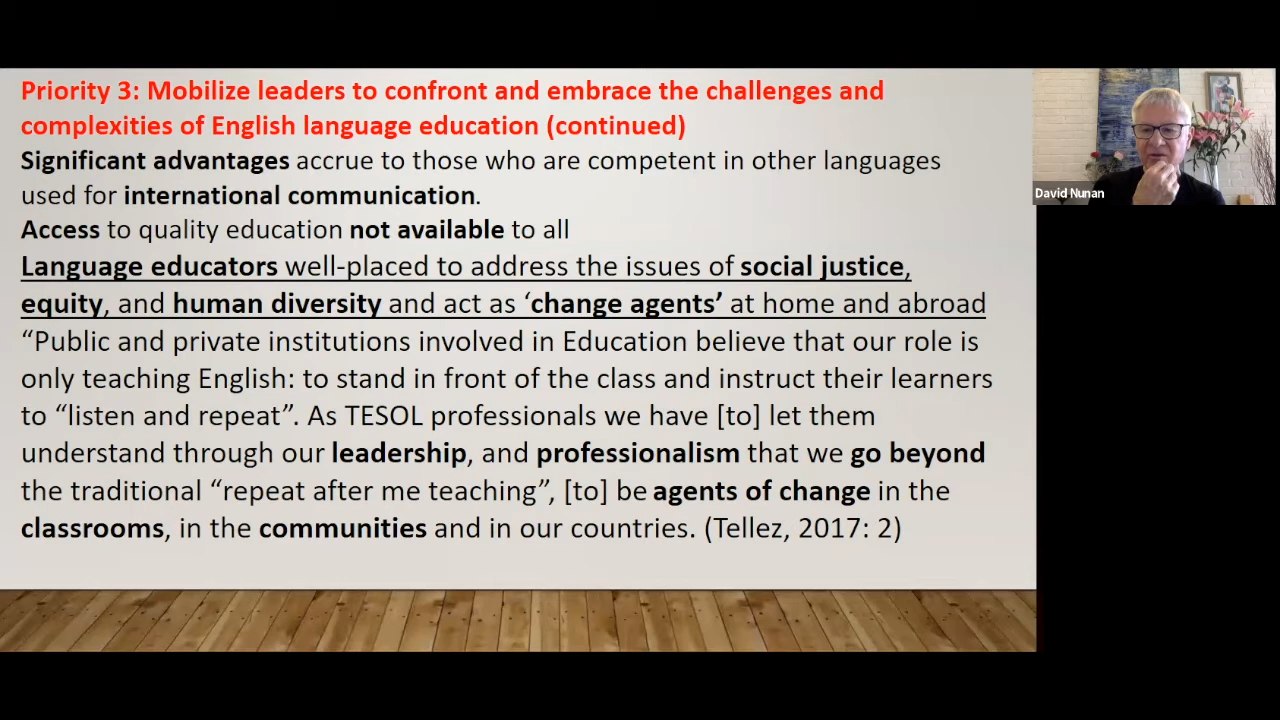 Priority 3: Mobilize leaders to confront and embrace the challenges and
complexities of English language education (continued)
Significant advantages accrue to those who are competent in other languages
used for international communication.
Access to quality education not available to all
Language educators well-placed to address the issues of social justice,
equity, and human diversity and act as ‘change agents’ at home and abroad
“Public and private institutions involved in Education believe that our role is
only teaching English: to stand in front of the class and instruct their learners
to “listen and repeat”. As TESOL professionals we have [to] let them
understand through our leadership, and professionalism that we go beyond
the traditional “repeat after me teaching”, [to] be agents of change in the
classrooms, in the communities and in our countries. (Tellez, 2017: 2)
David Nunan